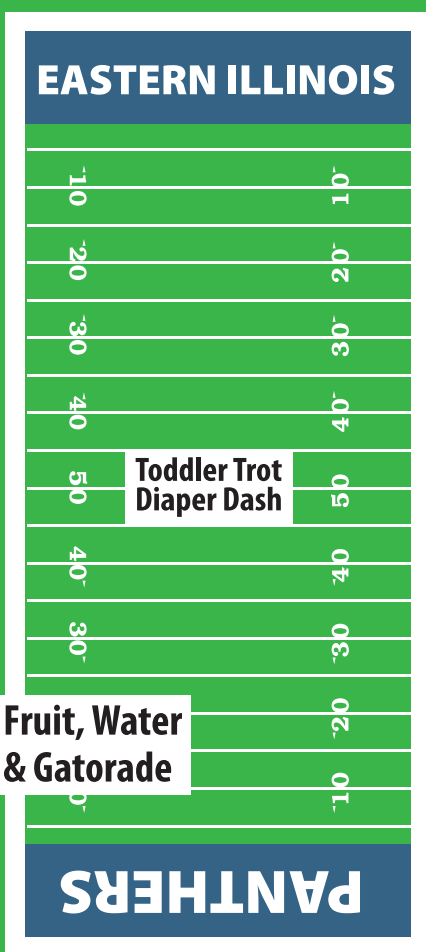 EASTERN ILLINOIS
10 10
20 20
30 30
40 40
Toddler Trot
Diaper Dash
50 50
40 40
30 30
Fruit, Water
& Gatorade
20
10
PANTHERS